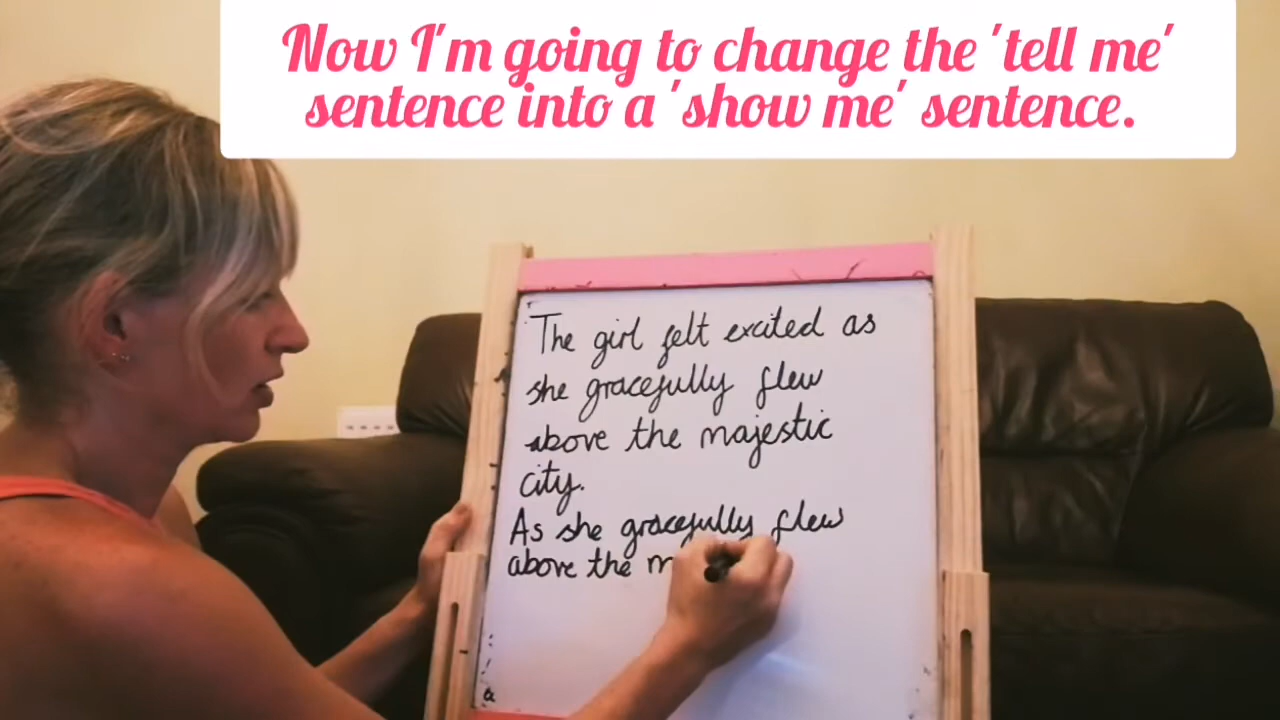 Now I'm going to change the 'tell me'
sentence into a 'show me' sentence.
The girl felt excited as
she gracefully flew
above the majestic
city.
As she gracefully flew
above the m